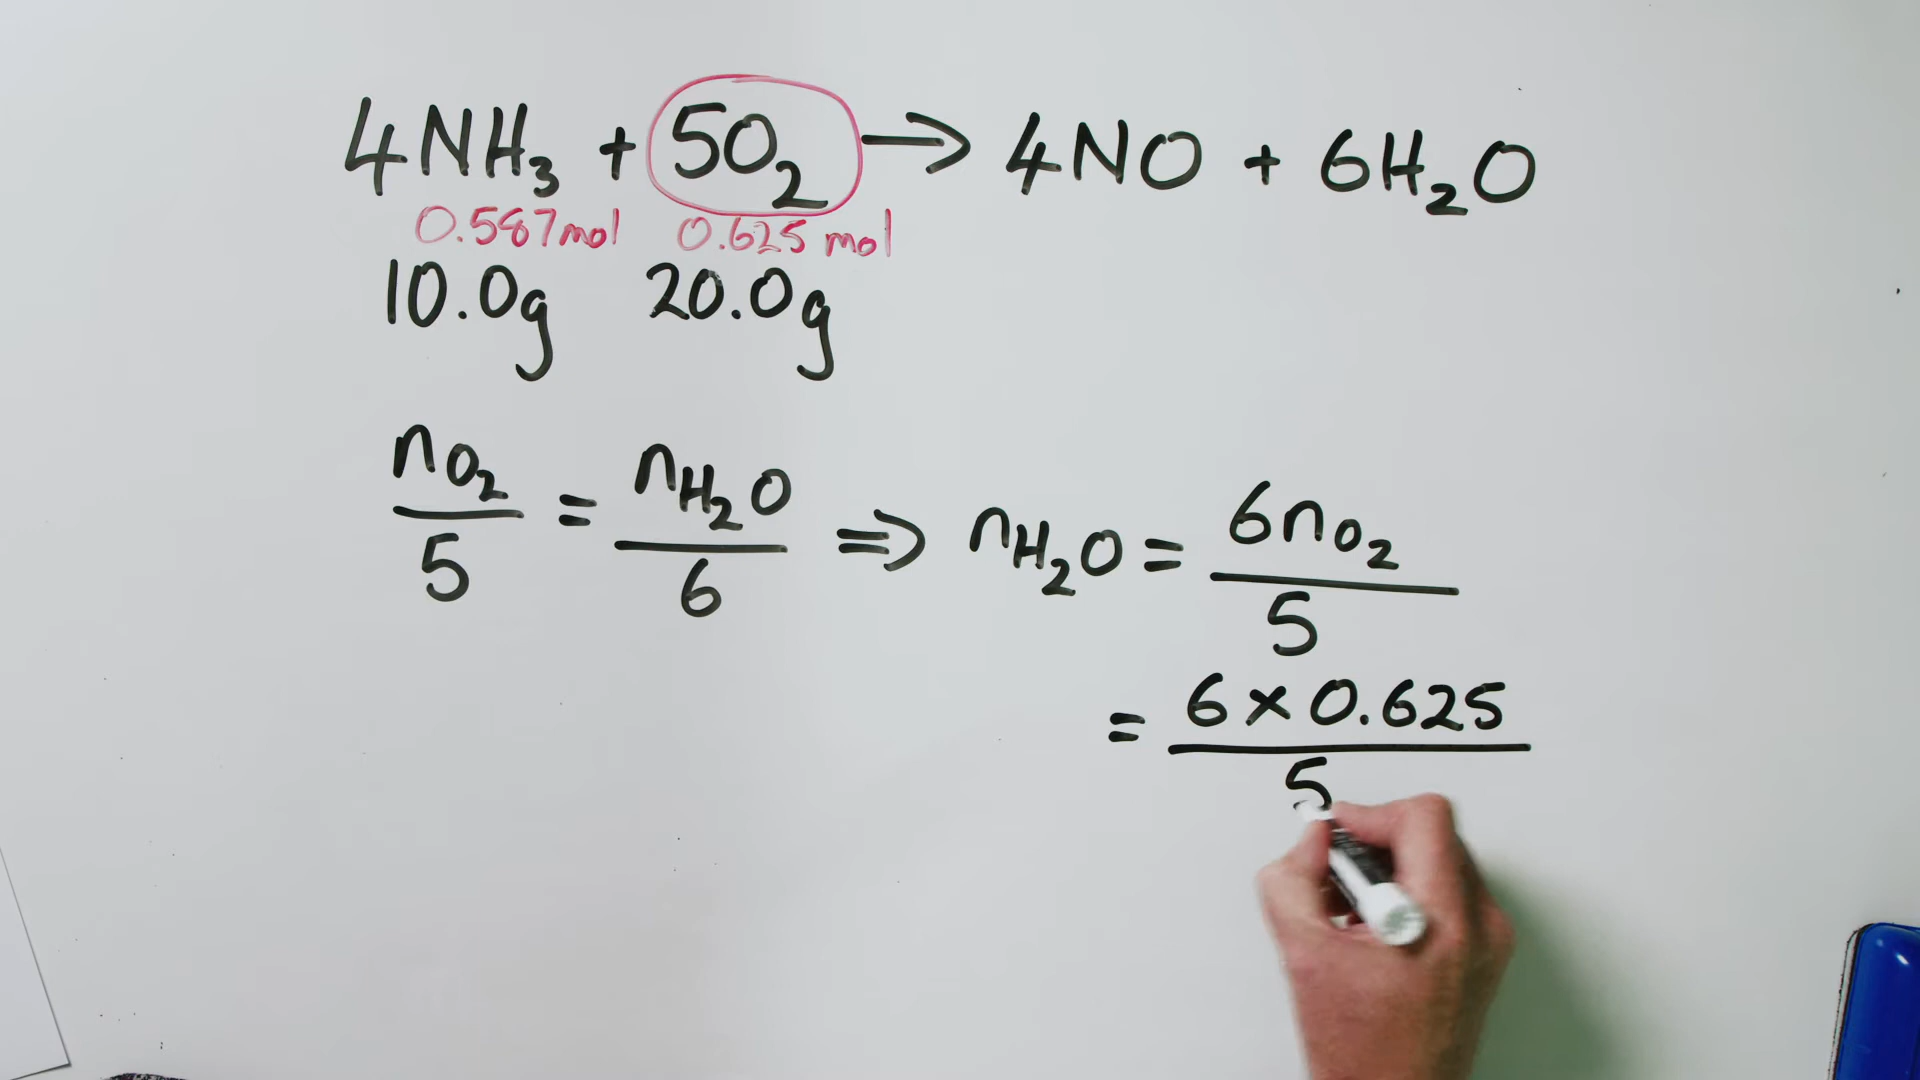 4NH₃ + 5O₂ → 4NO + 6H₂O
0.587mol 0.625 mol
10.0g 20.0g
nO₂/5 = nH₂O/6 ⇒ nH₂O = 6nO₂/5
= 6 × 0.625/5